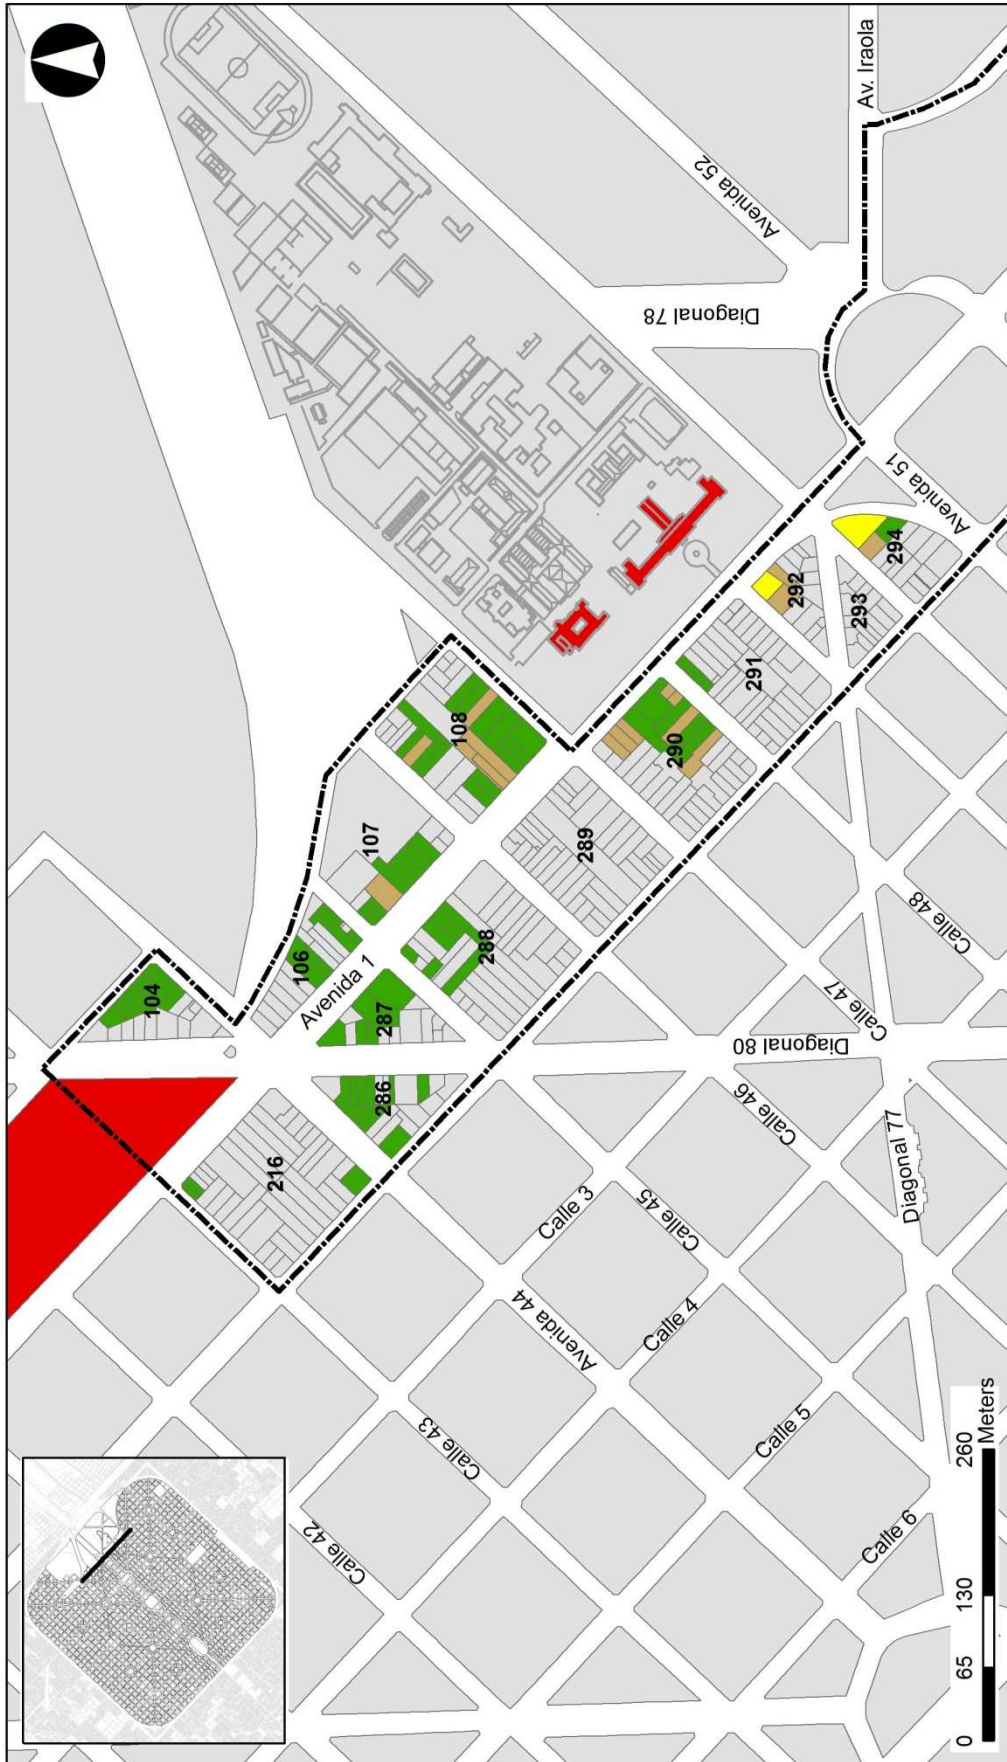 Av. Iraola
Avenida 52
Diagonal 78
Avenida 51
104
106
107
108
Avenida 1
216
286
287
288
289
290
291
292
293
294
Diagonal 80
Calle 48
Calle 47
Calle 46
Calle 45
Diagonal 77
Calle 3
Avenida 44
Calle 4
Calle 43
Calle 5
Calle 42
Calle 6
0 65 130 260
Meters